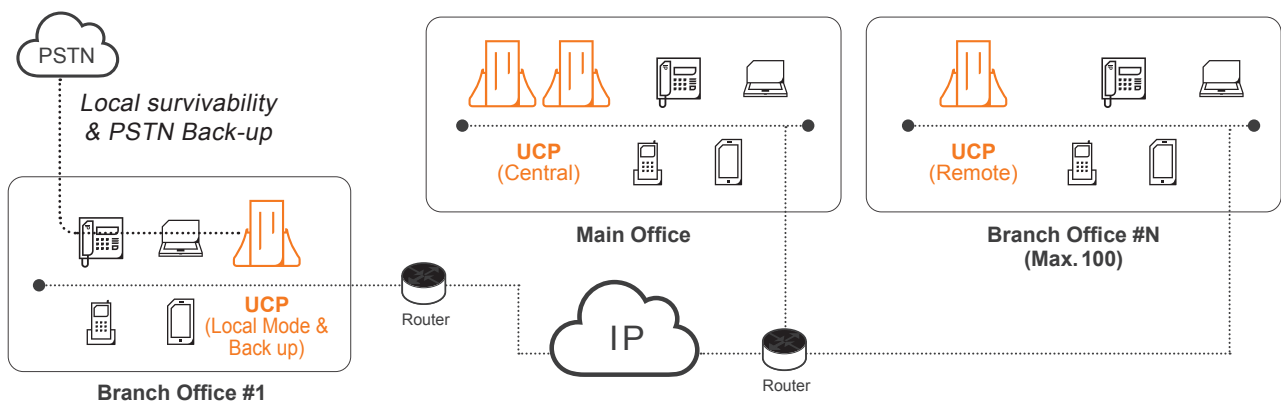 PSTN
Local survivability
& PSTN Back-up
UCP
(Local Mode &
Back up)
Branch Office #1
Router
IP
UCP
(Central)
Main Office
Router
UCP
(Remote)
Branch Office #N
(Max. 100)